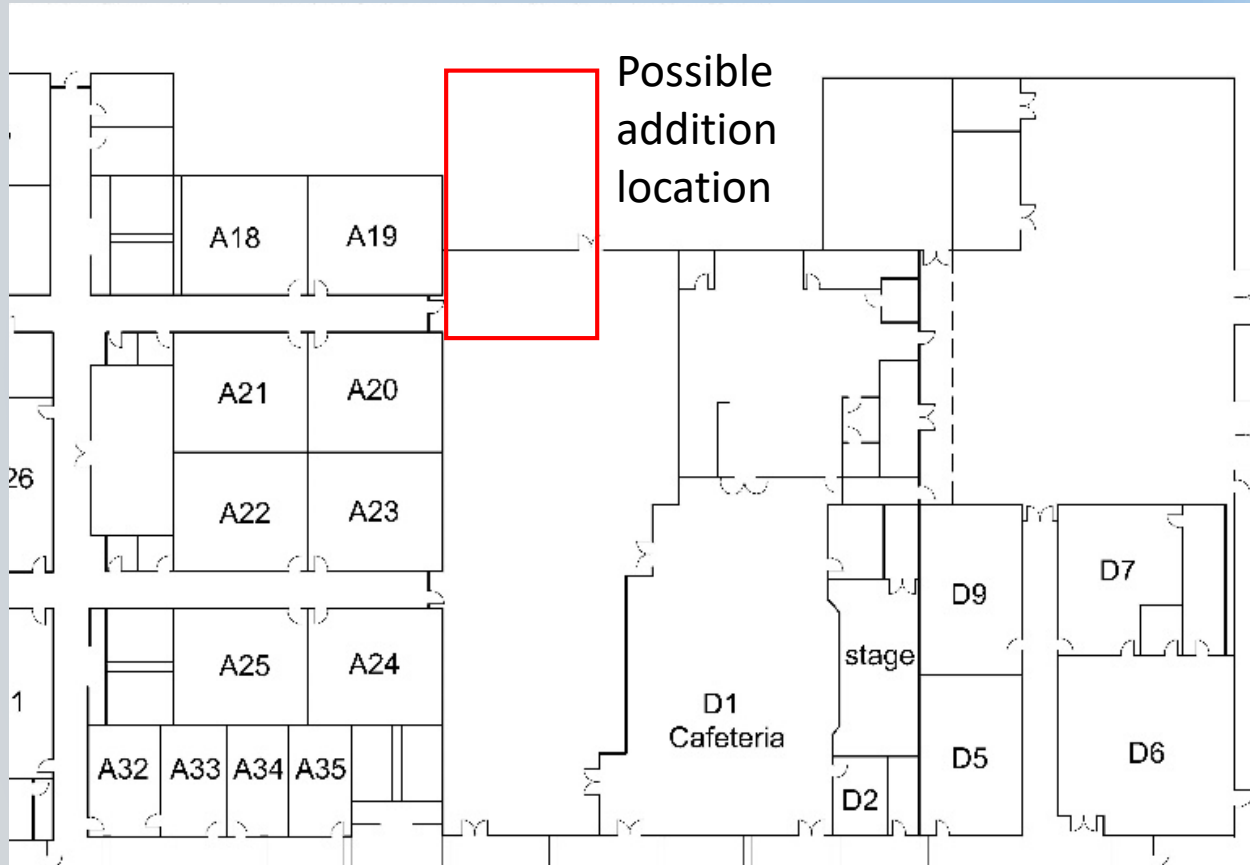 Possible
addition
location
A18
A19
A21
A20
26
A22
A23
D7
D9
A25
A24
stage
1
D1
Cafeteria
A32
A33
A34
A35
D5
D6
D2